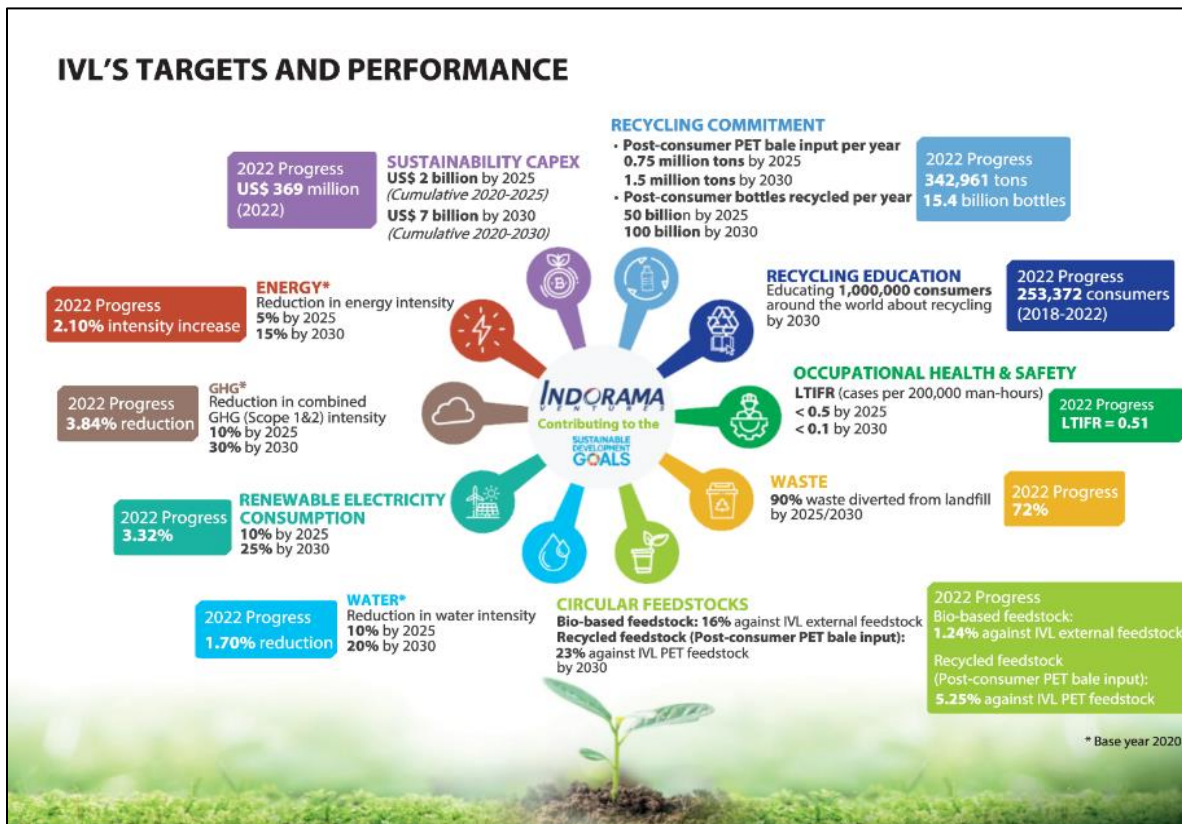 IVL'S TARGETS AND PERFORMANCE
2022 Progress
US$ 369 million
(2022)
SUSTAINABILITY CAPEX
US$ 2 billion by 2025
(Cumulative 2020-2025)
US$ 7 billion by 2030
(Cumulative 2020-2030)
RECYCLING COMMITMENT
• Post-consumer PET bale input per year
0.75 million tons by 2025
1.5 million tons by 2030
• Post-consumer bottles recycled per year
50 billion by 2025
100 billion by 2030
2022 Progress
342,961 tons
15.4 billion bottles
2022 Progress
2.10% intensity increase
ENERGY*
Reduction in energy intensity
5% by 2025
15% by 2030
RECYCLING EDUCATION
Educating 1,000,000 consumers
around the world about recycling
by 2030
2022 Progress
253,372 consumers
(2018-2022)
2022 Progress
3.84% reduction
GHG*
Reduction in combined
GHG (Scope 1&2) intensity
10% by 2025
30% by 2030
INDORAMA
VENTURES
Contributing to the
SUSTAINABLE
DEVELOPMENT
GOALS
OCCUPATIONAL HEALTH & SAFETY
LTIFR (cases per 200,000 man-hours)
< 0.5 by 2025
< 0.1 by 2030
2022 Progress
LTIFR = 0.51
2022 Progress
3.32%
RENEWABLE ELECTRICITY
CONSUMPTION
10% by 2025
25% by 2030
WASTE
90% waste diverted from landfill
by 2025/2030
2022 Progress
72%
2022 Progress
1.70% reduction
WATER*
Reduction in water intensity
10% by 2025
20% by 2030
CIRCULAR FEEDSTOCKS
Bio-based feedstock: 16% against IVL external feedstock
Recycled feedstock (Post-consumer PET bale input):
23% against IVL PET feedstock
by 2030
2022 Progress
Bio-based feedstock:
1.24% against IVL external feedstock
Recycled feedstock
(Post-consumer PET bale input):
5.25% against IVL PET feedstock
* Base year 2020